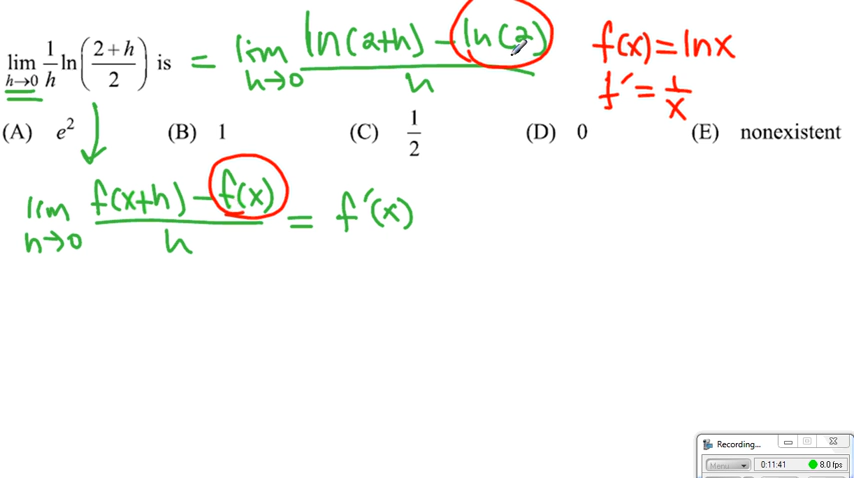 lim h→0 1/h ln((2+h)/2) is = lim h→0 (ln(2+h) − ln(2))/h
f(x) = ln x
f′ = 1/x
(A) e² (B) 1 (C) 1/2 (D) 0 (E) nonexistent
lim h→0 (f(x+h) − f(x))/h = f′(x)
Recording...
Menu 0:11:41 8.0 fps